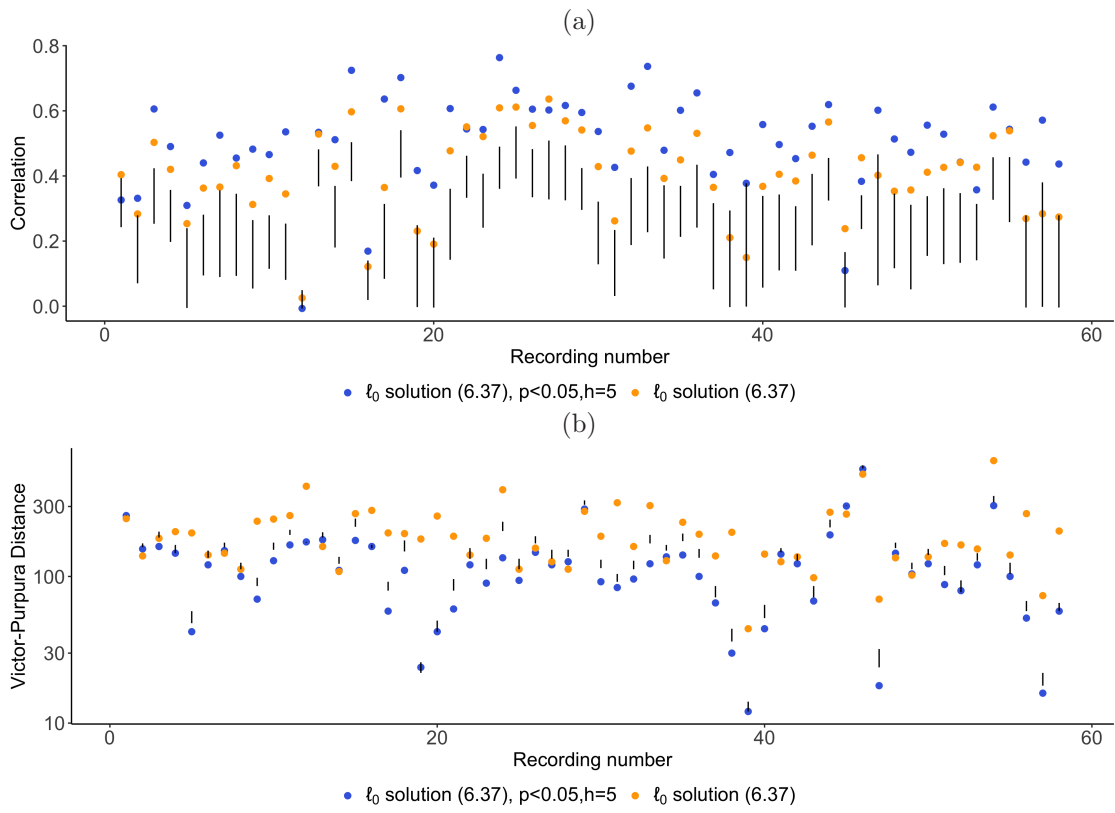 (a)
0.8
0.6
0.4
0.2
0.0
Correlation
0 20 40 60
Recording number
ℓ₀ solution (6.37), p<0.05,h=5 ℓ₀ solution (6.37)
(b)
300
100
30
10
Victor-Purpura Distance
0 20 40 60
Recording number
ℓ₀ solution (6.37), p<0.05,h=5 ℓ₀ solution (6.37)